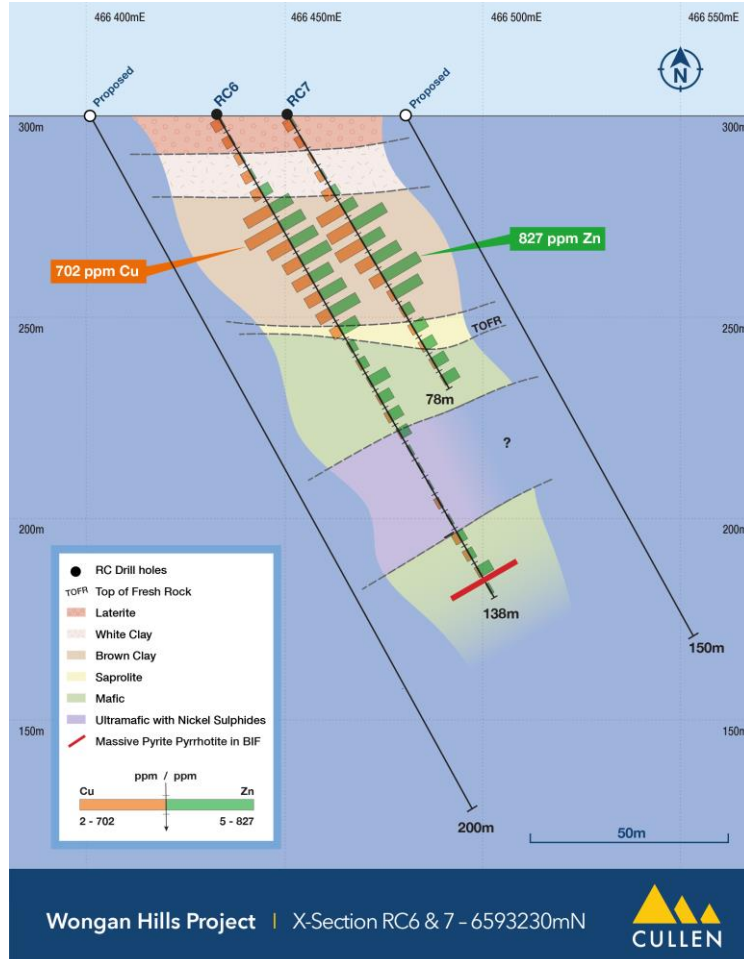 466 400mE
466 450mE
466 500mE
466 550mE
N
Proposed
RC6
RC7
Proposed
300m
300m
702 ppm Cu
827 ppm Zn
250m
250m
TOFR
78m
?
200m
200m
138m
150m
150m
150m
200m
50m
RC Drill holes
TOFR Top of Fresh Rock
Laterite
White Clay
Brown Clay
Saprolite
Mafic
Ultramafic with Nickel Sulphides
Massive Pyrite Pyrrhotite in BIF
ppm / ppm
Cu
Zn
2 - 702
5 - 827
Wongan Hills Project | X-Section RC6 & 7 – 6593230mN
CULLEN